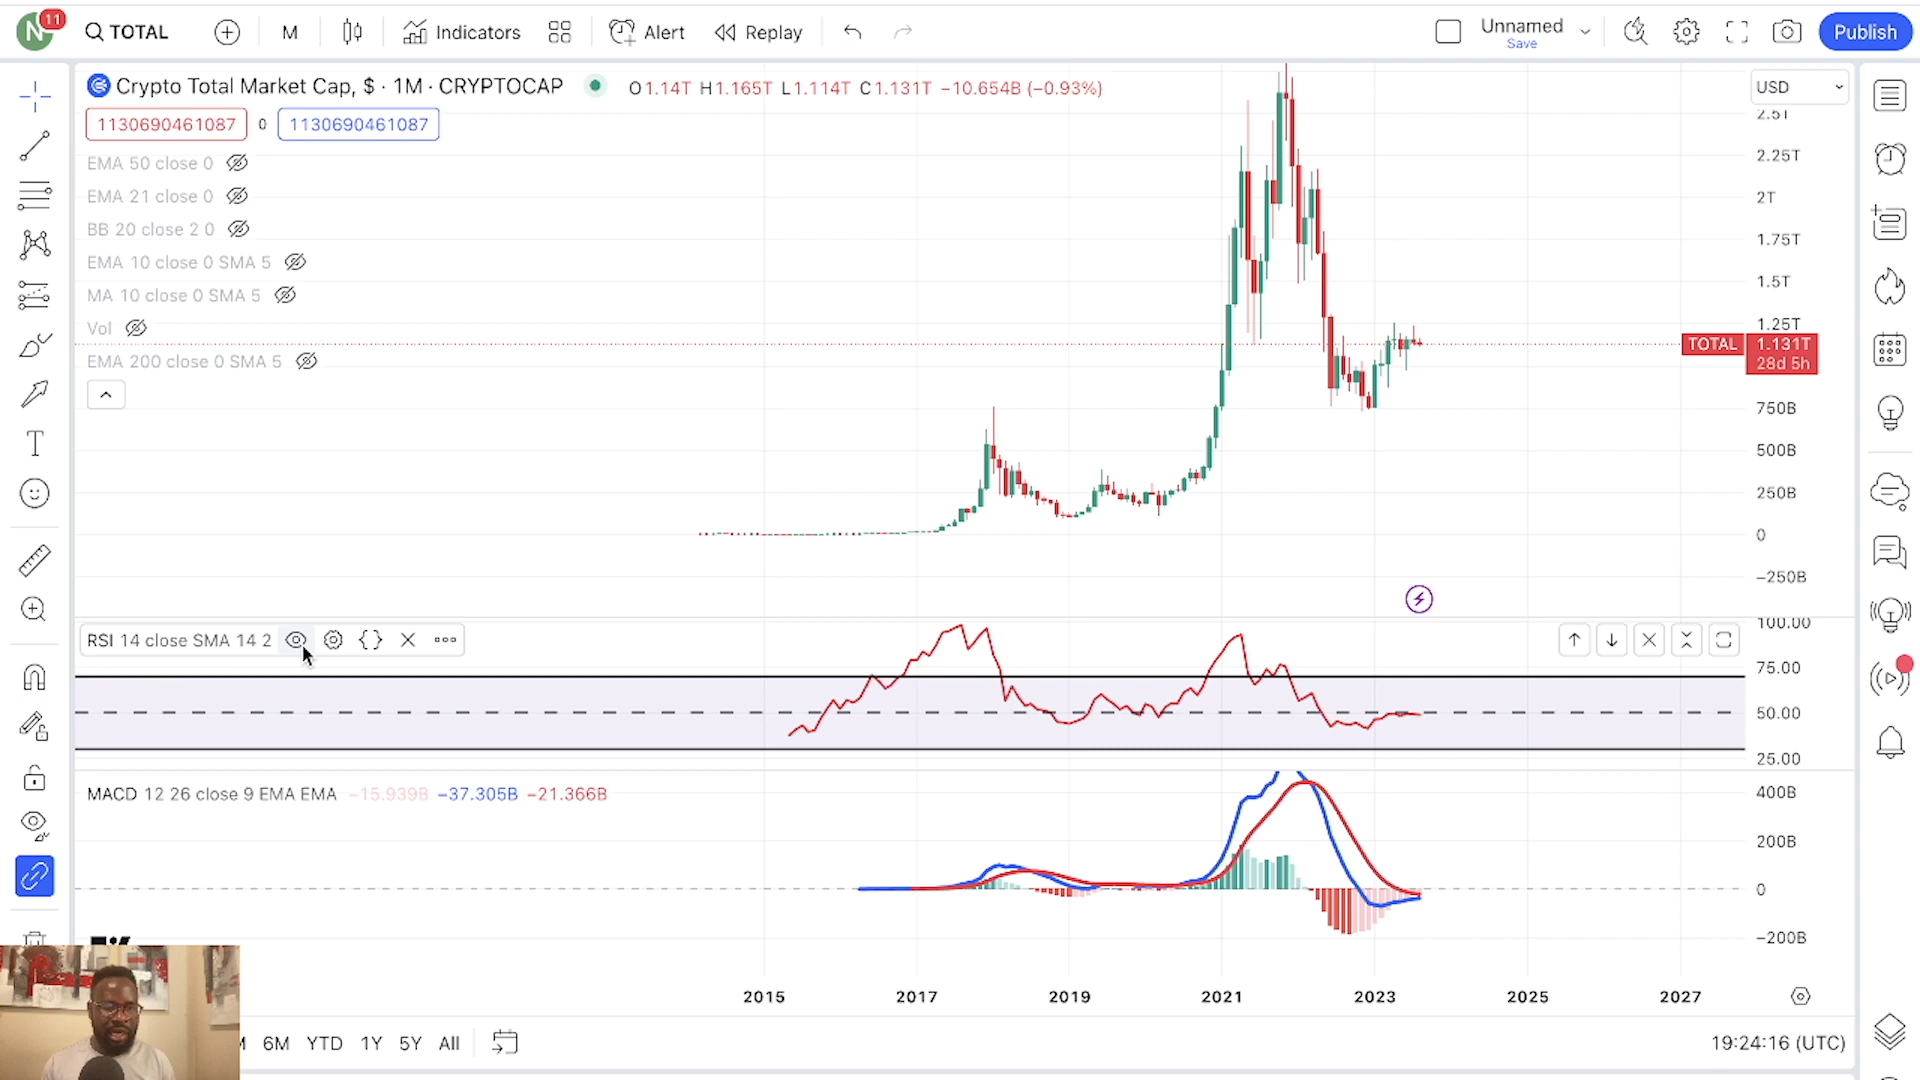 N 11 TOTAL M Indicators Alert Replay Unnamed Save Publish
Crypto Total Market Cap, $ · 1M · CRYPTOCAP O1.14T H1.165T L1.114T C1.131T −10.654B (−0.93%) USD
1130690461087 0 1130690461087
EMA 50 close 0
EMA 21 close 0
BB 20 close 2 0
EMA 10 close 0 SMA 5
MA 10 close 0 SMA 5
Vol
EMA 200 close 0 SMA 5
2.5T
2.25T
2T
1.75T
1.5T
1.25T
TOTAL 1.131T
28d 5h
750B
500B
250B
0
−250B
RSI 14 close SMA 14 2
100.00
75.00
50.00
25.00
MACD 12 26 close 9 EMA EMA −15.939B −37.305B −21.366B
400B
200B
0
−200B
2015 2017 2019 2021 2023 2025 2027
6M YTD 1Y 5Y All 19:24:16 (UTC)